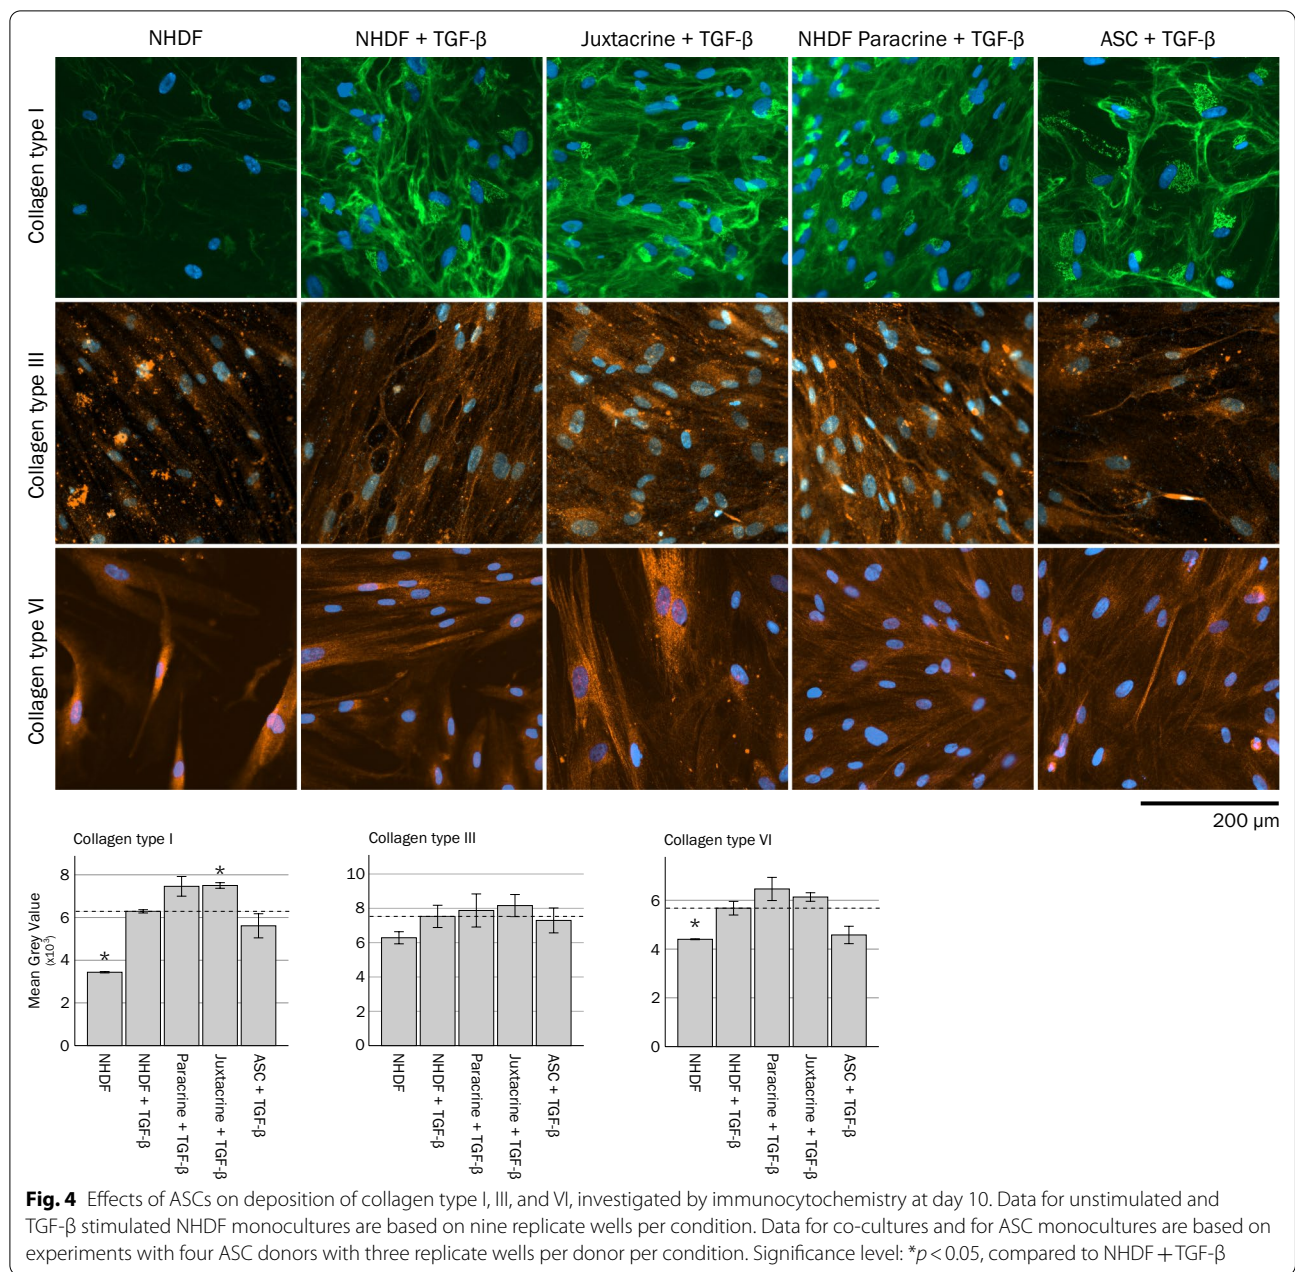 NHDF
NHDF + TGF-β
Juxtacrine + TGF-β
NHDF Paracrine + TGF-β
ASC + TGF-β
Collagen type I
Collagen type III
Collagen type VI
200 µm
Collagen type I
Mean Grey Value
(x10³)
8
6
4
2
0
*
*
NHDF
NHDF + TGF-β
Paracrine + TGF-β
Juxtacrine + TGF-β
ASC + TGF-β
Collagen type III
10
8
6
4
2
0
NHDF
NHDF + TGF-β
Paracrine + TGF-β
Juxtacrine + TGF-β
ASC + TGF-β
Collagen type VI
6
4
2
0
*
NHDF
NHDF + TGF-β
Paracrine + TGF-β
Juxtacrine + TGF-β
ASC + TGF-β
Fig. 4 Effects of ASCs on deposition of collagen type I, III, and VI, investigated by immunocytochemistry at day 10. Data for unstimulated and
TGF-β stimulated NHDF monocultures are based on nine replicate wells per condition. Data for co-cultures and for ASC monocultures are based on
experiments with four ASC donors with three replicate wells per donor per condition. Significance level: *p < 0.05, compared to NHDF + TGF-β